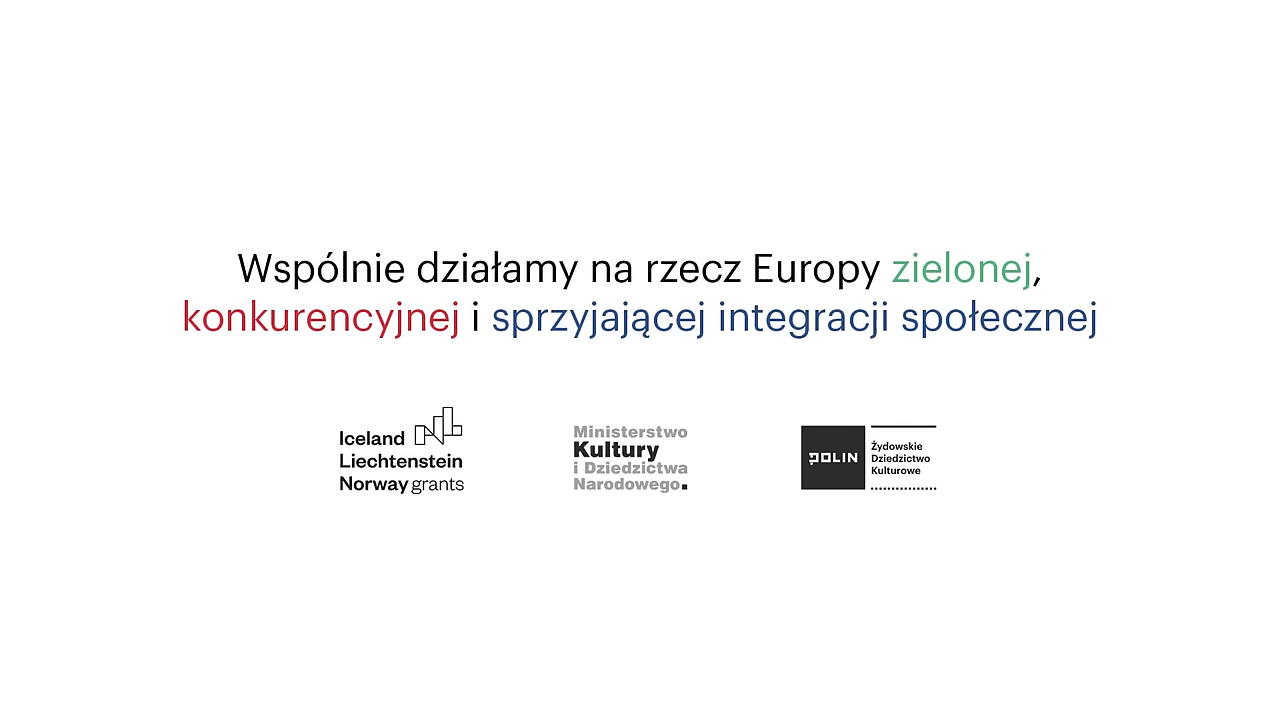 Wspólnie działamy na rzecz Europy zielonej,
konkurencyjnej i sprzyjającej integracji społecznej
Iceland
Liechtenstein
Norway grants
Ministerstwo
Kultury
i Dziedzictwa
Narodowego.
POLIN
Żydowskie
Dziedzictwo
Kulturowe